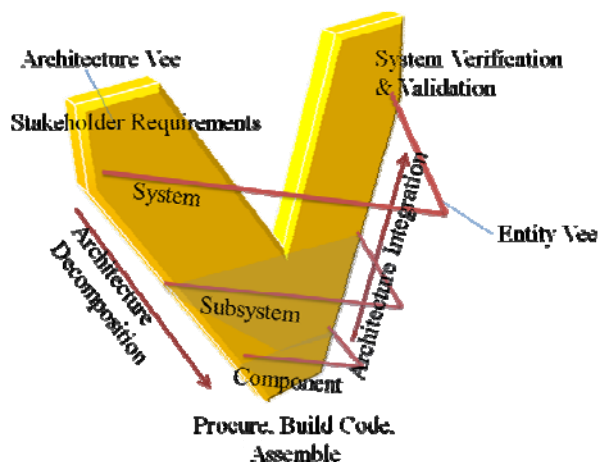 Architecture Vee
System Verification
& Validation
Stakeholder Requirements
System
Entity Vee
Architecture
Decomposition
Architecture Integration
Subsystem
Component
Procure, Build Code,
Assemble